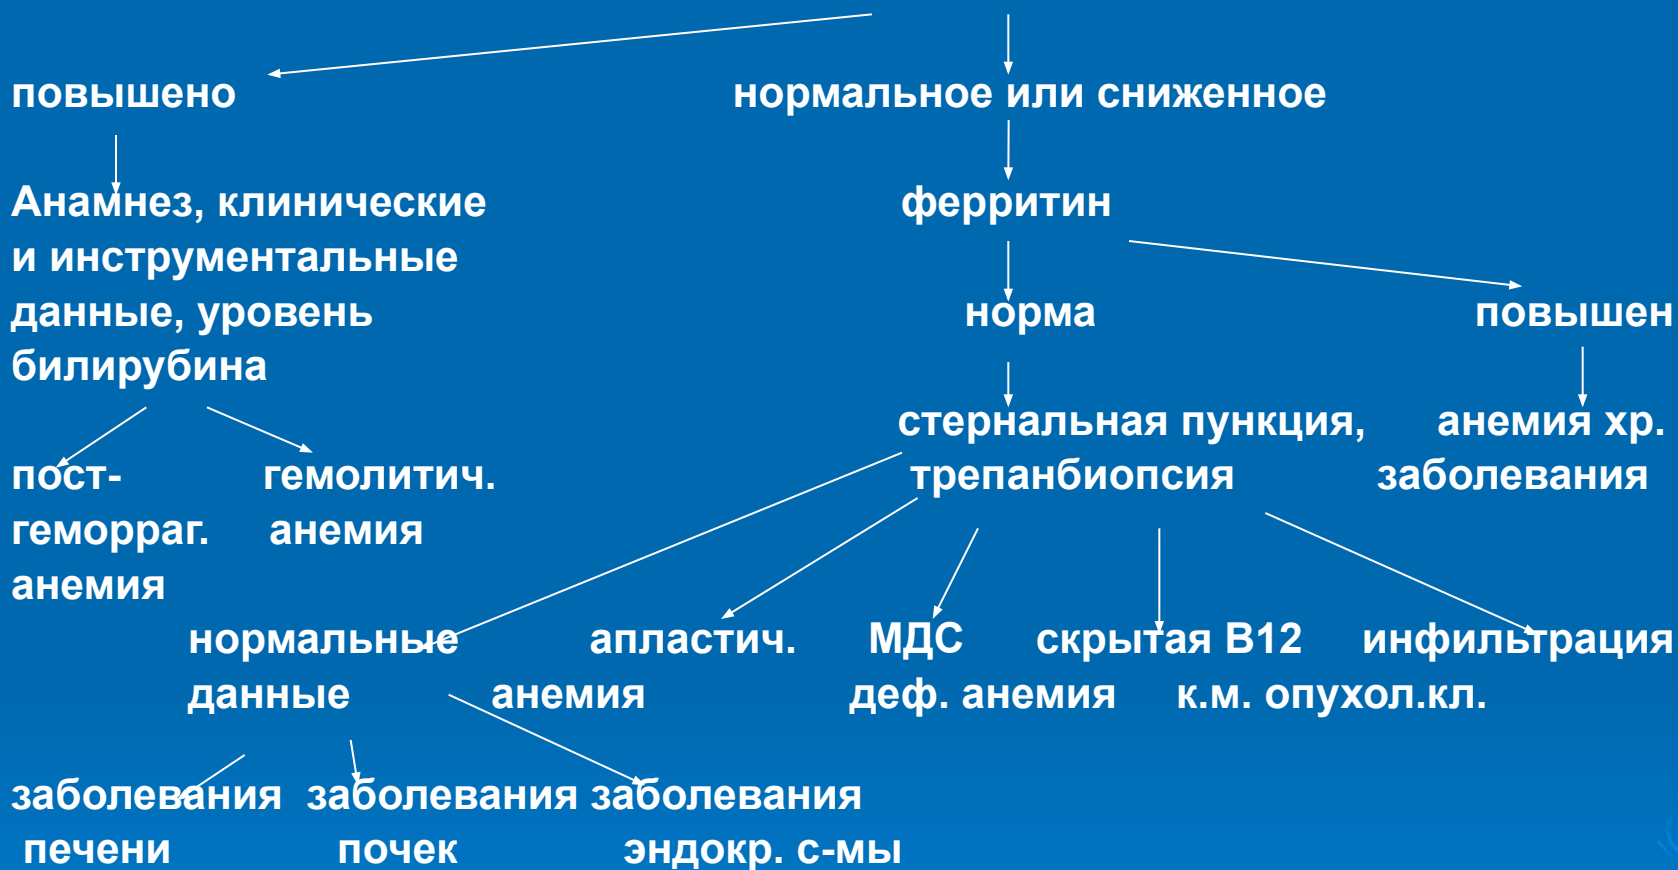 повышено нормальное или сниженное
Анамнез, клинические ферритин
и инструментальные
данные, уровень норма повышен
билирубина
стернальная пункция, анемия хр.
пост- гемолитич. трепанбиопсия заболевания
геморраг. анемия
анемия
нормальные апластич. МДС скрытая В12 инфильтрация
данные анемия деф. анемия к.м. опухол.кл.
заболевания заболевания заболевания
печени почек эндокр. с-мы